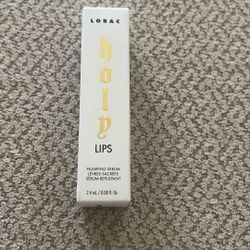 LORAC
holy
LIPS
PLUMPING SERUM
LÈVRES SACRÉES
SÉRUM REPULPANT
2.4 mL / 0.08 fl. Oz